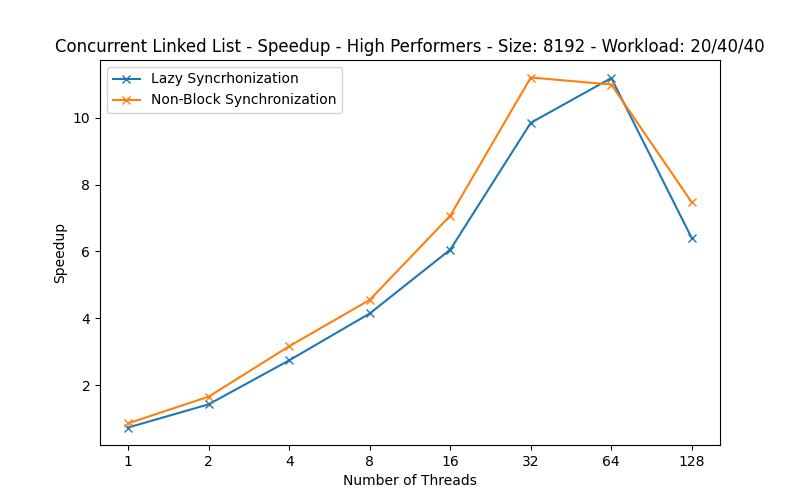 Concurrent Linked List - Speedup - High Performers - Size: 8192 - Workload: 20/40/40
Lazy Syncrhonization
Non-Block Synchronization
10
8
6
4
2
Speedup
1 2 4 8 16 32 64 128
Number of Threads